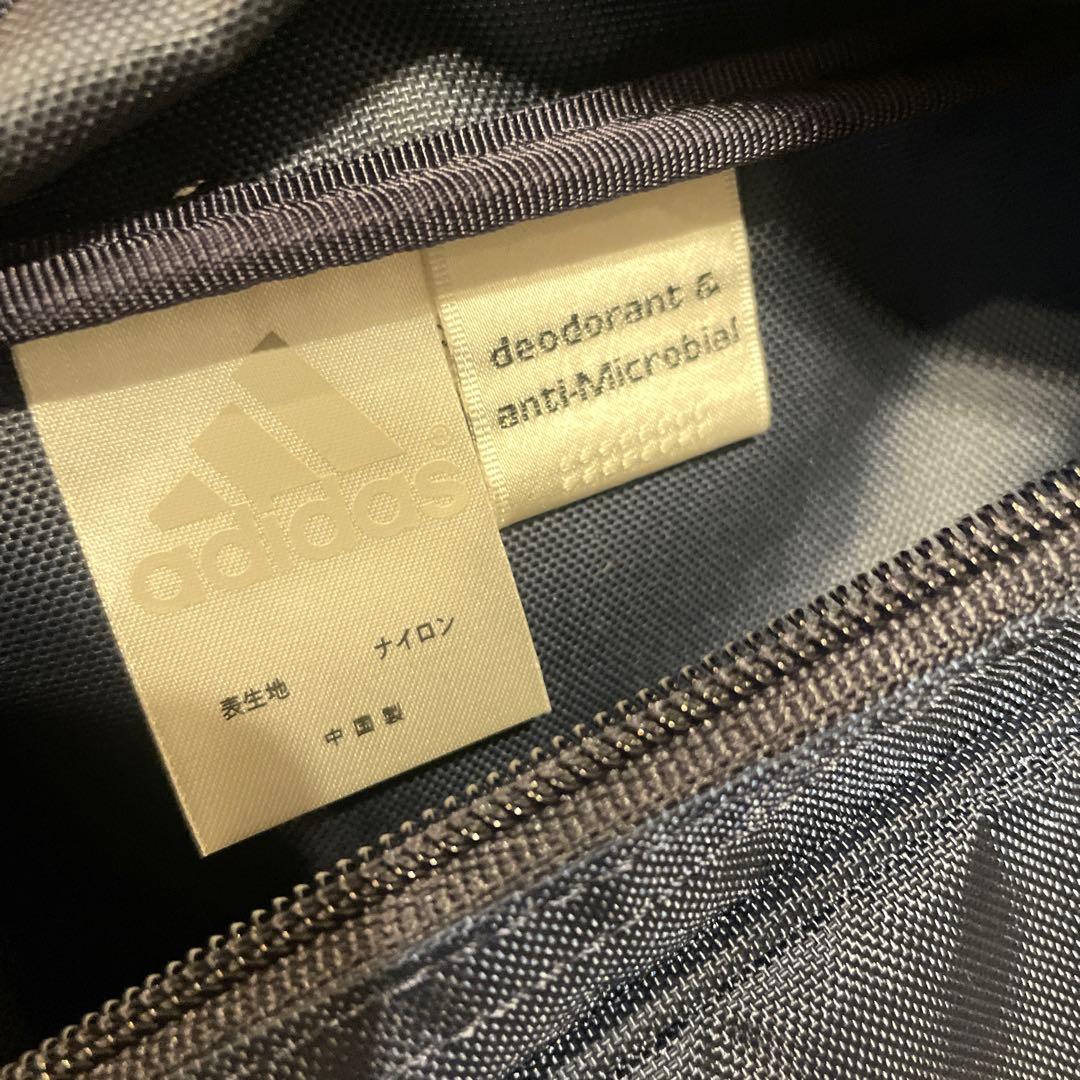 adidas®
表生地 ナイロン
中国製
deodorant &
anti-Microbial